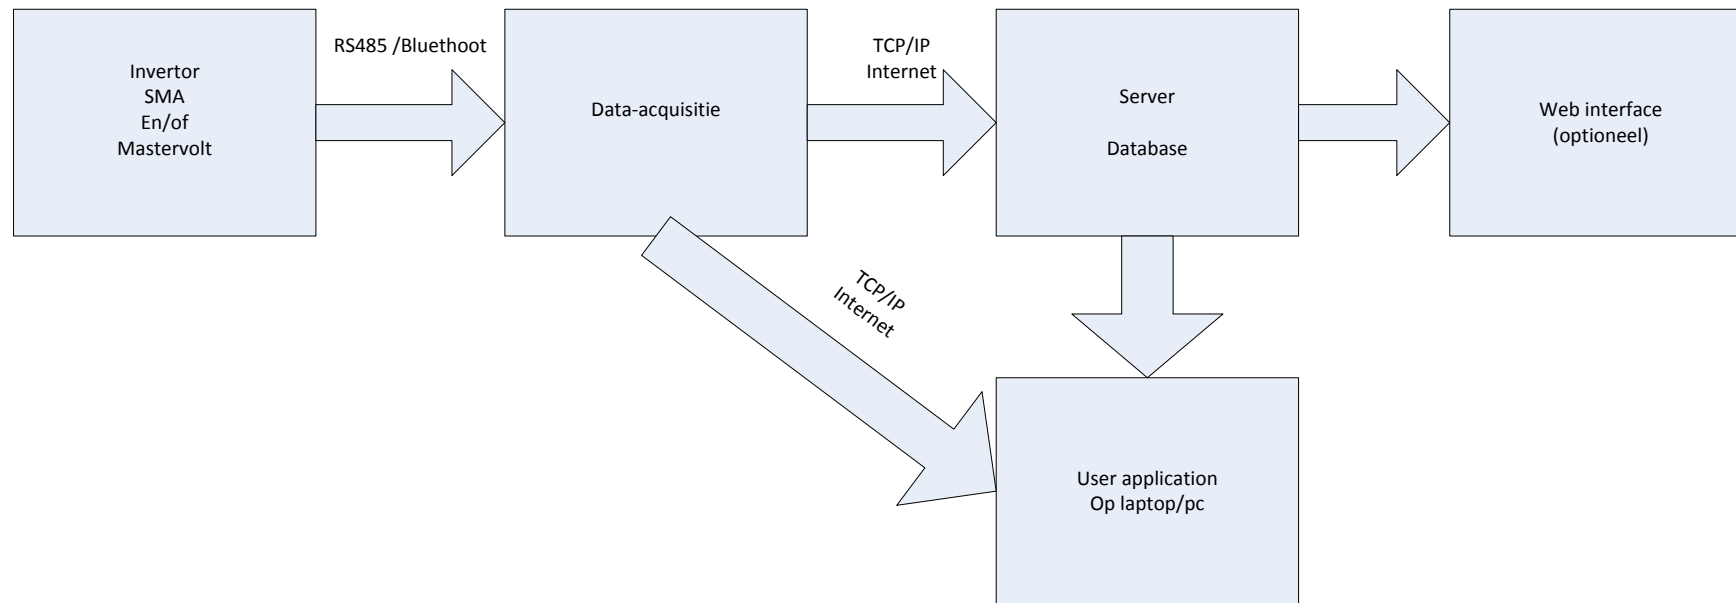 Invertor
SMA
En/of
Mastervolt
RS485 /Bluethoot
Data-acquisitie
TCP/IP
Internet
Server
Database
Web interface
(optioneel)
TCP/IP
Internet
User application
Op laptop/pc